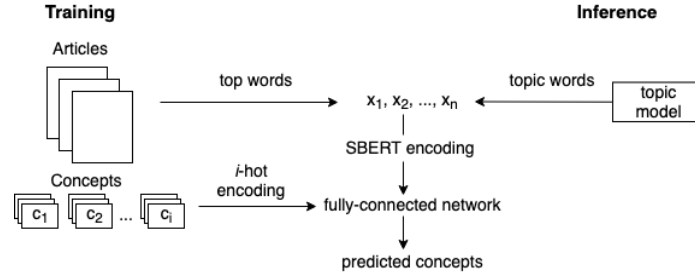 Training
Inference
Articles
top words
x1, x2, ..., xn
topic words
topic
model
SBERT encoding
Concepts
i-hot
encoding
c1 c2 ... ci
fully-connected network
predicted concepts